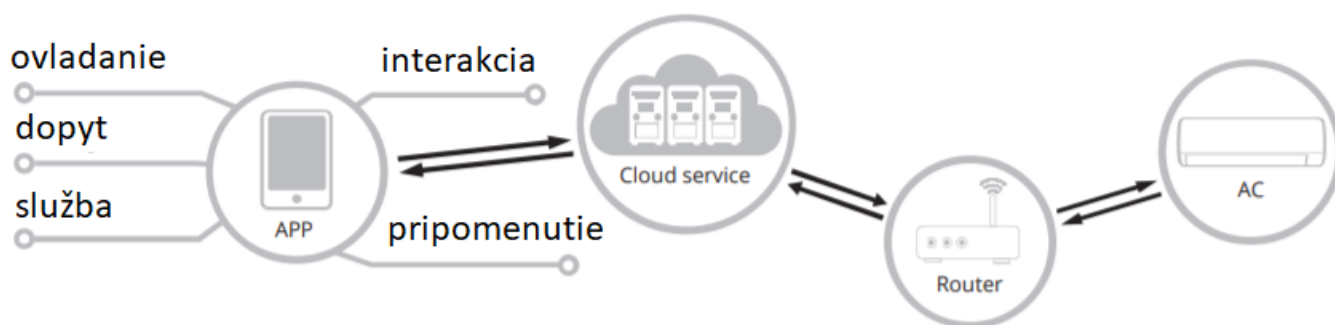 ovladanie
interakcia
dopyt
služba
pripomenutie
APP
Cloud service
Router
AC